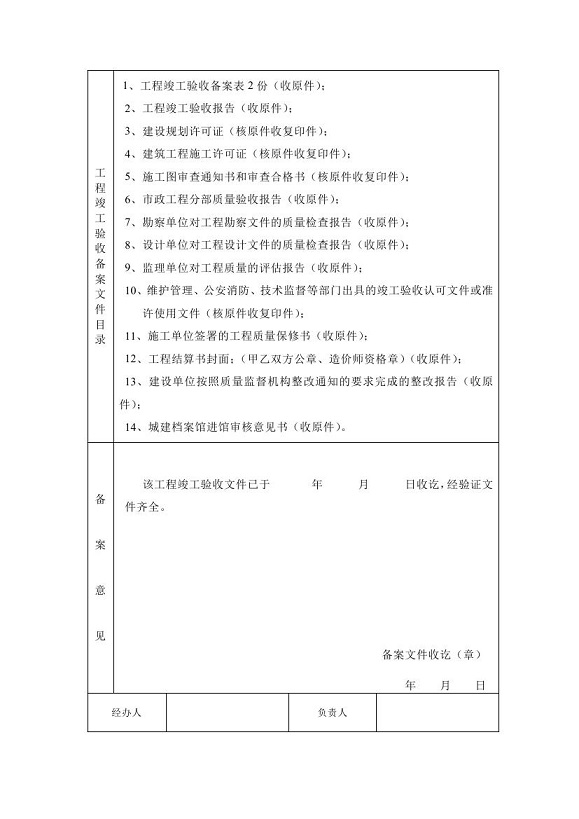 工程竣工验收备案文件目录
1、工程竣工验收备案表2份（收原件）；
2、工程竣工验收报告（收原件）；
3、建设规划许可证（核原件收复印件）；
4、建筑工程施工许可证（核原件收复印件）；
5、施工图审查通知书和审查合格书（核原件收复印件）；
6、市政工程分部质量验收报告（收原件）；
7、勘察单位对工程勘察文件的质量检查报告（收原件）；
8、设计单位对工程设计文件的质量检查报告（收原件）；
9、监理单位对工程质量的评估报告（收原件）；
10、维护管理、公安消防、技术监督等部门出具的竣工验收认可文件或准
许使用文件（核原件收复印件）；
11、施工单位签署的工程质量保修书（收原件）；
12、工程结算书封面；（甲乙双方公章、造价师资格章）（收原件）；
13、建设单位按照质量监督机构整改通知的要求完成的整改报告（收原
件）；
14、城建档案馆进馆审核意见书（收原件）。
备案意见
该工程竣工验收文件已于 年 月 日收讫，经验证文
件齐全。
备案文件收讫（章）
年 月 日
经办人 负责人